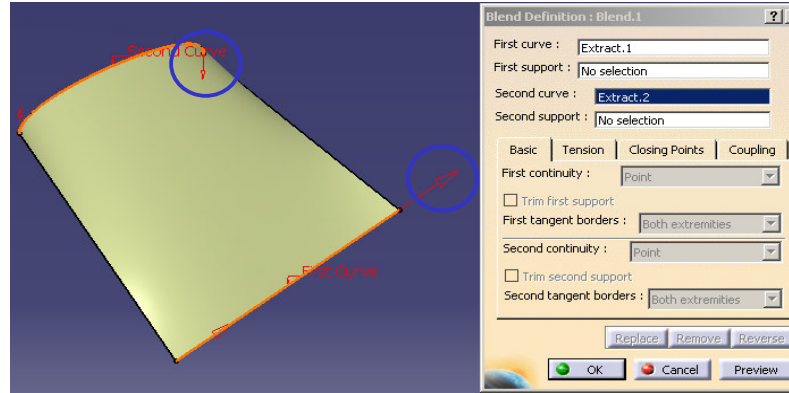 Second Curve
First Curve
Blend Definition : Blend.1
First curve : Extract.1
First support : No selection
Second curve : Extract.2
Second support : No selection
Basic Tension Closing Points Coupling
First continuity : Point
Trim first support
First tangent borders : Both extremities
Second continuity : Point
Trim second support
Second tangent borders : Both extremities
Replace Remove Reverse
OK Cancel Preview